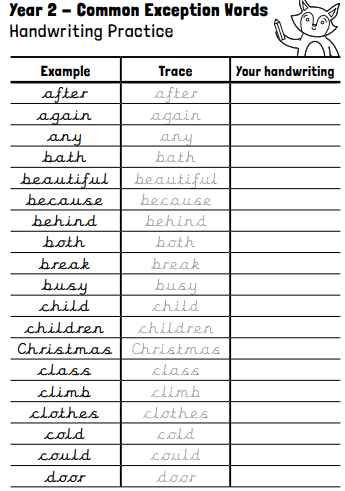 Year 2 – Common Exception Words
Handwriting Practice
Example Trace Your handwriting
after after
again again
any any
bath bath
beautiful beautiful
because because
behind behind
both both
break break
busy busy
child child
children children
Christmas Christmas
class class
climb climb
clothes clothes
cold cold
could could
door door